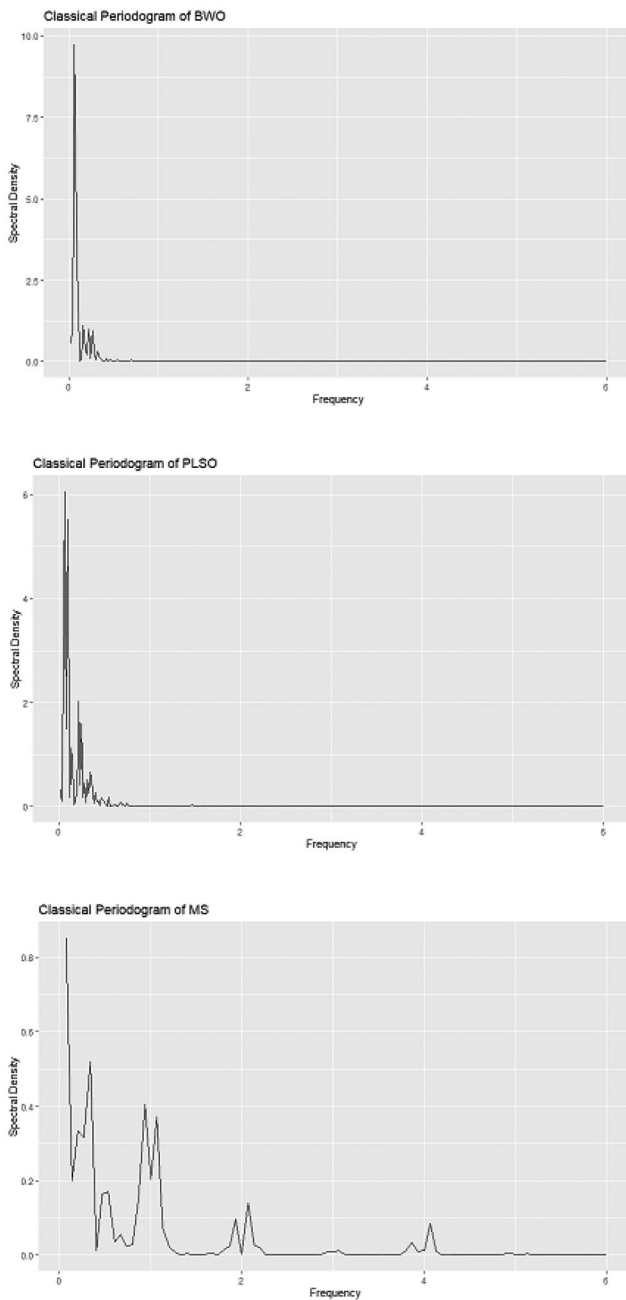 Classical Periodogram of BWO
10.0
7.5
Spectral Density
5.0
2.5
0.0
0 2 4 6
Frequency
Classical Periodogram of PLSO
6
4
Spectral Density
2
0
0 2 4 6
Frequency
Classical Periodogram of MS
0.8
0.6
Spectral Density
0.4
0.2
0.0
0 2 4 6
Frequency